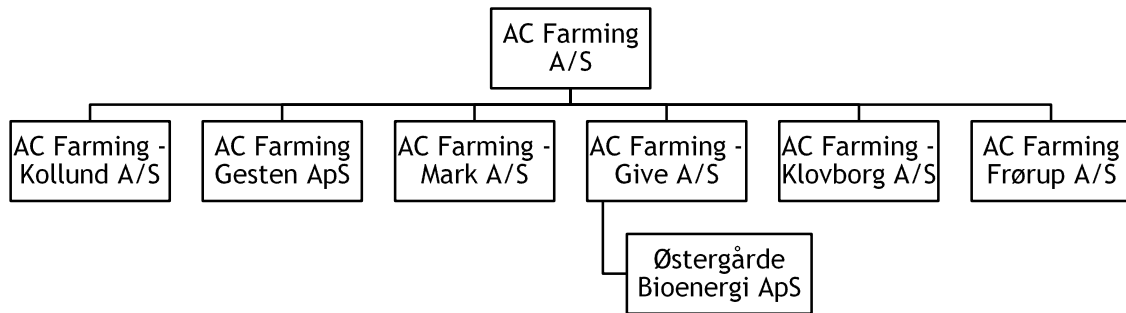 AC Farming
A/S
AC Farming -
Kollund A/S
AC Farming
Gesten ApS
AC Farming -
Mark A/S
AC Farming -
Give A/S
AC Farming -
Klovborg A/S
AC Farming
Frørup A/S
Østergårde
Bioenergi ApS